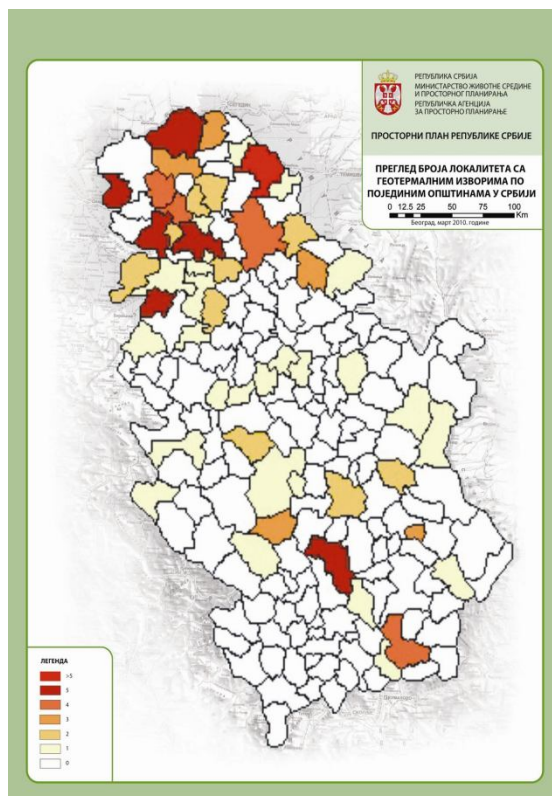 РЕПУБЛИКА СРБИЈА
МИНИСТАРСТВО ЖИВОТНЕ СРЕДИНЕ
И ПРОСТОРНОГ ПЛАНИРАЊА
РЕПУБЛИЧКА АГЕНЦИЈА
ЗА ПРОСТОРНО ПЛАНИРАЊЕ
ПРОСТОРНИ ПЛАН РЕПУБЛИКЕ СРБИЈЕ
ПРЕГЛЕД БРОЈА ЛОКАЛИТЕТА СА
ГЕОТЕРМАЛНИМ ИЗВОРИМА ПО
ПОЈЕДИНИМ ОПШТИНАМА У СРБИЈИ
0 12.5 25 50 75 100
Km
Београд, март 2010. године
ЛЕГЕНДА
>5
5
4
3
2
1
0